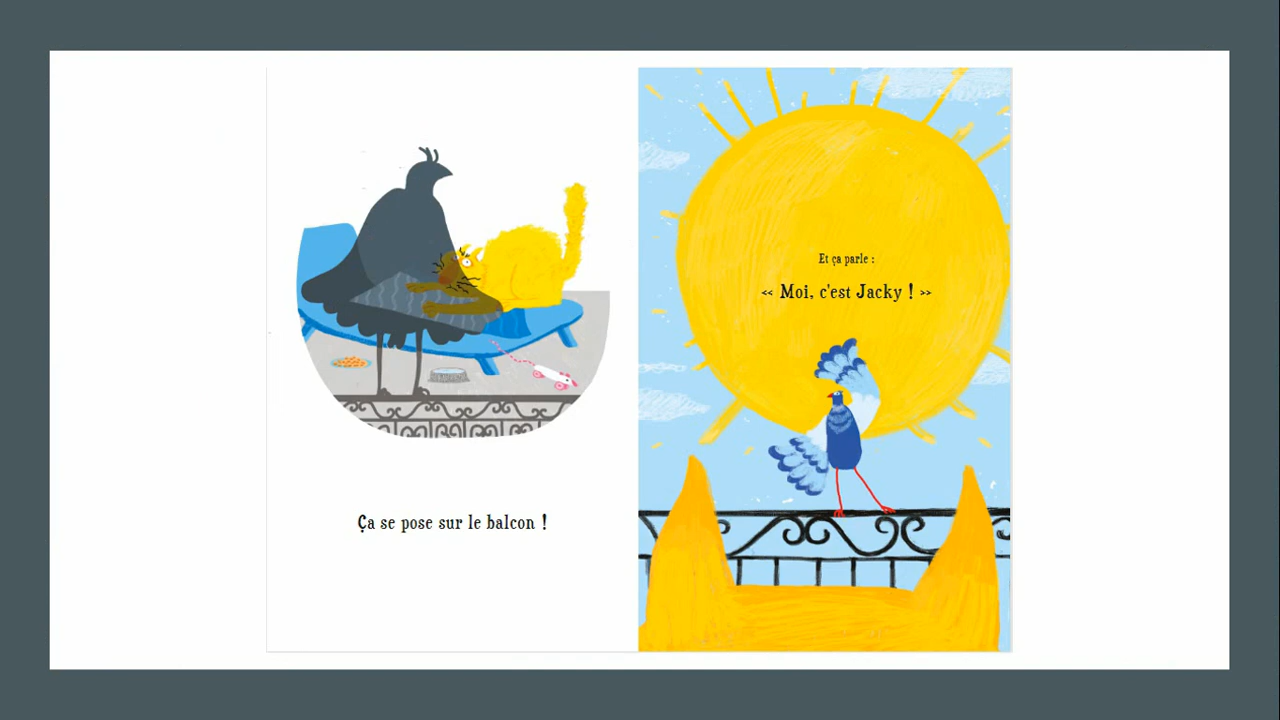 Ça se pose sur le balcon !
Et ça parle :
« Moi, c'est Jacky ! »